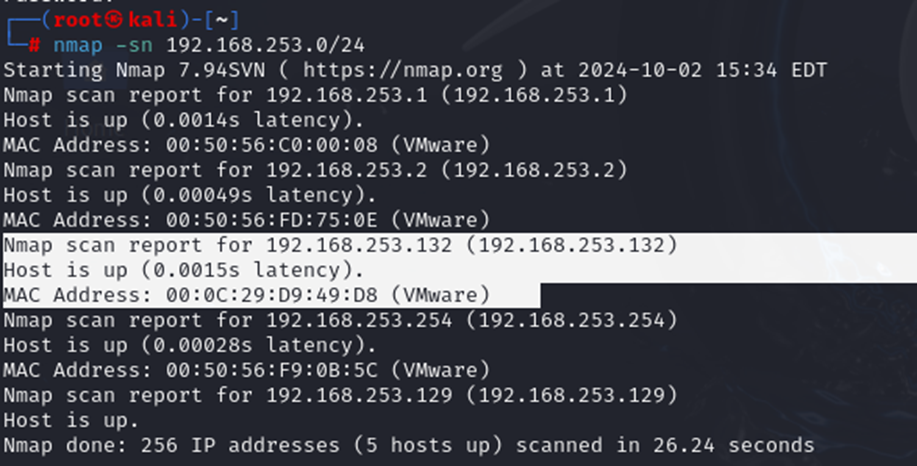 ┌──(root㉿kali)-[~]
└─# nmap -sn 192.168.253.0/24
Starting Nmap 7.94SVN ( https://nmap.org ) at 2024-10-02 15:34 EDT
Nmap scan report for 192.168.253.1 (192.168.253.1)
Host is up (0.0014s latency).
MAC Address: 00:50:56:C0:00:08 (VMware)
Nmap scan report for 192.168.253.2 (192.168.253.2)
Host is up (0.00049s latency).
MAC Address: 00:50:56:FD:75:0E (VMware)
Nmap scan report for 192.168.253.132 (192.168.253.132)
Host is up (0.0015s latency).
MAC Address: 00:0C:29:D9:49:D8 (VMware)
Nmap scan report for 192.168.253.254 (192.168.253.254)
Host is up (0.00028s latency).
MAC Address: 00:50:56:F9:0B:5C (VMware)
Nmap scan report for 192.168.253.129 (192.168.253.129)
Host is up.
Nmap done: 256 IP addresses (5 hosts up) scanned in 26.24 seconds